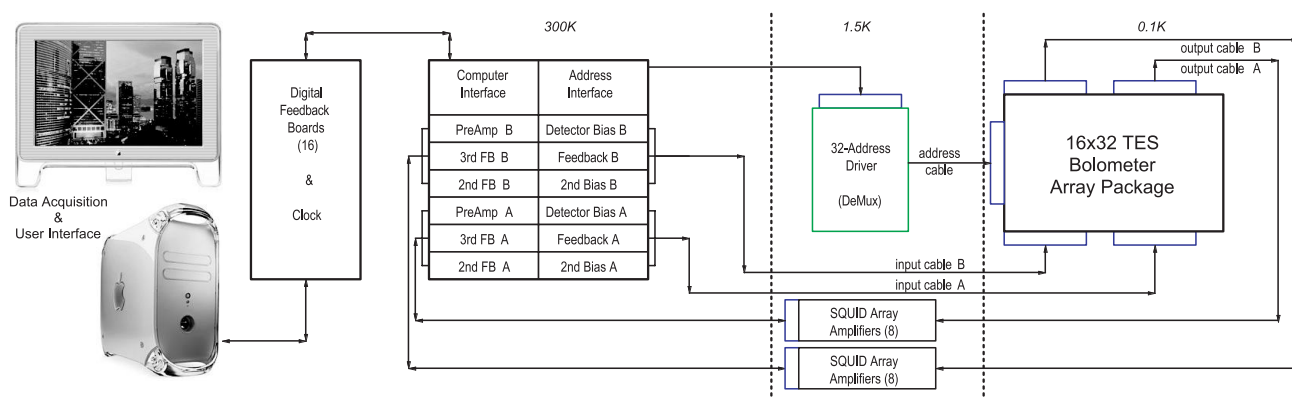 300K
1.5K
0.1K
Data Acquisition
&
User Interface
Digital
Feedback
Boards
(16)
&
Clock
Computer
Interface
Address
Interface
PreAmp B
Detector Bias B
3rd FB B
Feedback B
2nd FB B
2nd Bias B
PreAmp A
Detector Bias A
3rd FB A
Feedback A
2nd FB A
2nd Bias A
32-Address
Driver
(DeMux)
address
cable
output cable B
output cable A
16x32 TES
Bolometer
Array Package
input cable B
input cable A
SQUID Array
Amplifiers (8)
SQUID Array
Amplifiers (8)